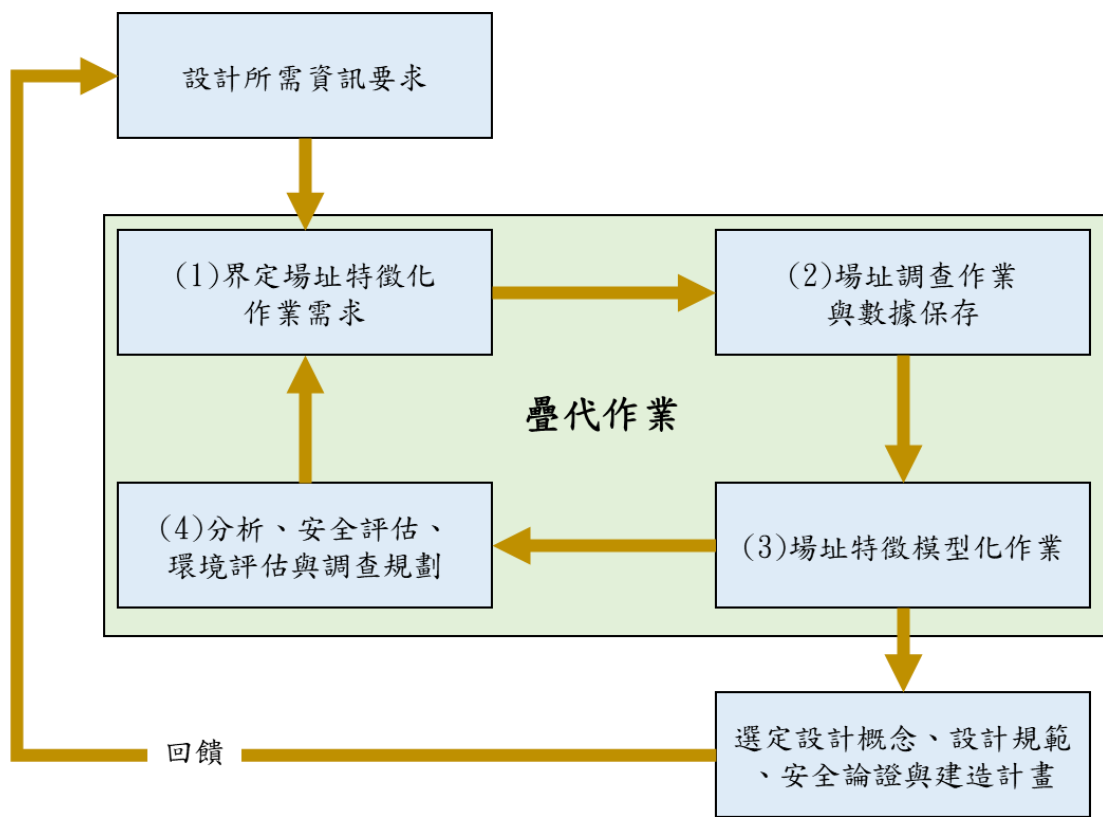 設計所需資訊要求
(1)界定場址特徵化
作業需求
(2)場址調查作業
與數據保存
疊代作業
(4)分析、安全評估、
環境評估與調查規劃
(3)場址特徵模型化作業
回饋
選定設計概念、設計規範
、安全論證與建造計畫